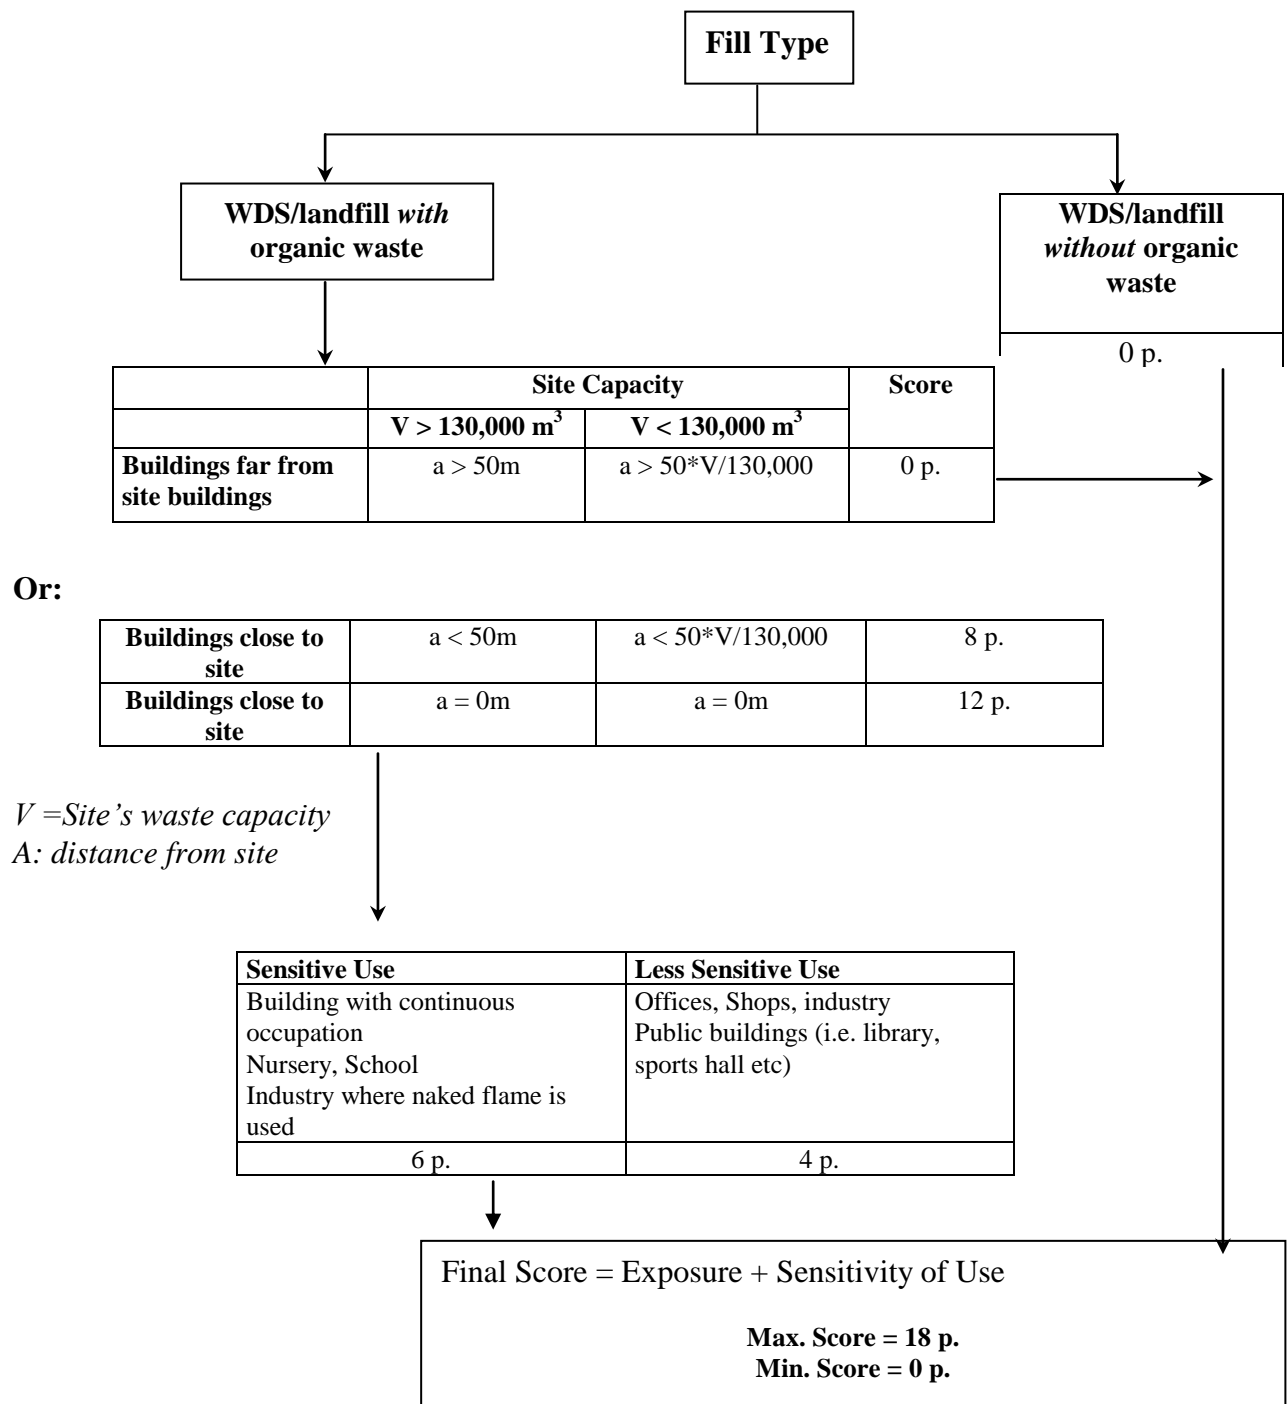 Fill Type
WDS/landfill with
organic waste
WDS/landfill
without organic
waste
0 p.
Site Capacity
Score
V > 130,000 m³
V < 130,000 m³
Buildings far from
site buildings
a > 50m
a > 50*V/130,000
0 p.
Or:
Buildings close to
site
a < 50m
a < 50*V/130,000
8 p.
Buildings close to
site
a = 0m
a = 0m
12 p.
V =Site’s waste capacity
A: distance from site
Sensitive Use
Less Sensitive Use
Building with continuous
occupation
Nursery, School
Industry where naked flame is
used
Offices, Shops, industry
Public buildings (i.e. library,
sports hall etc)
6 p.
4 p.
Final Score = Exposure + Sensitivity of Use
Max. Score = 18 p.
Min. Score = 0 p.